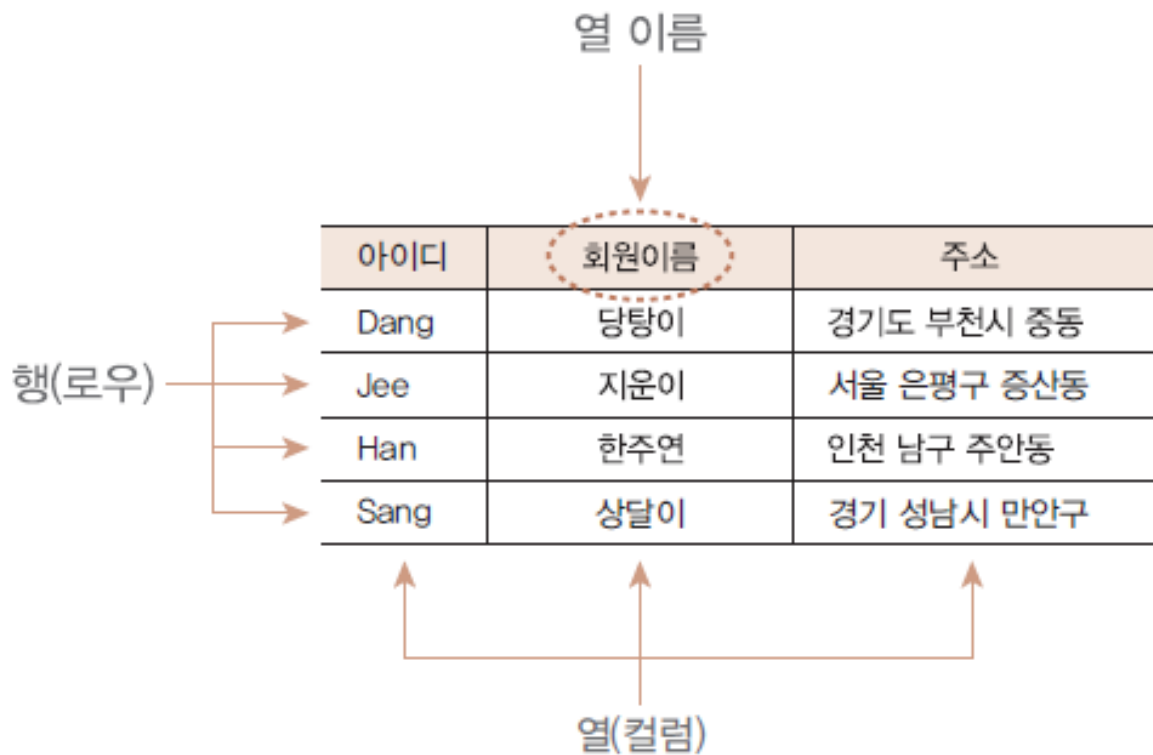 열 이름
아이디 회원이름 주소
Dang 당탕이 경기도 부천시 중동
행(로우)
Jee 지운이 서울 은평구 증산동
Han 한주연 인천 남구 주안동
Sang 상달이 경기 성남시 만안구
열(컬럼)